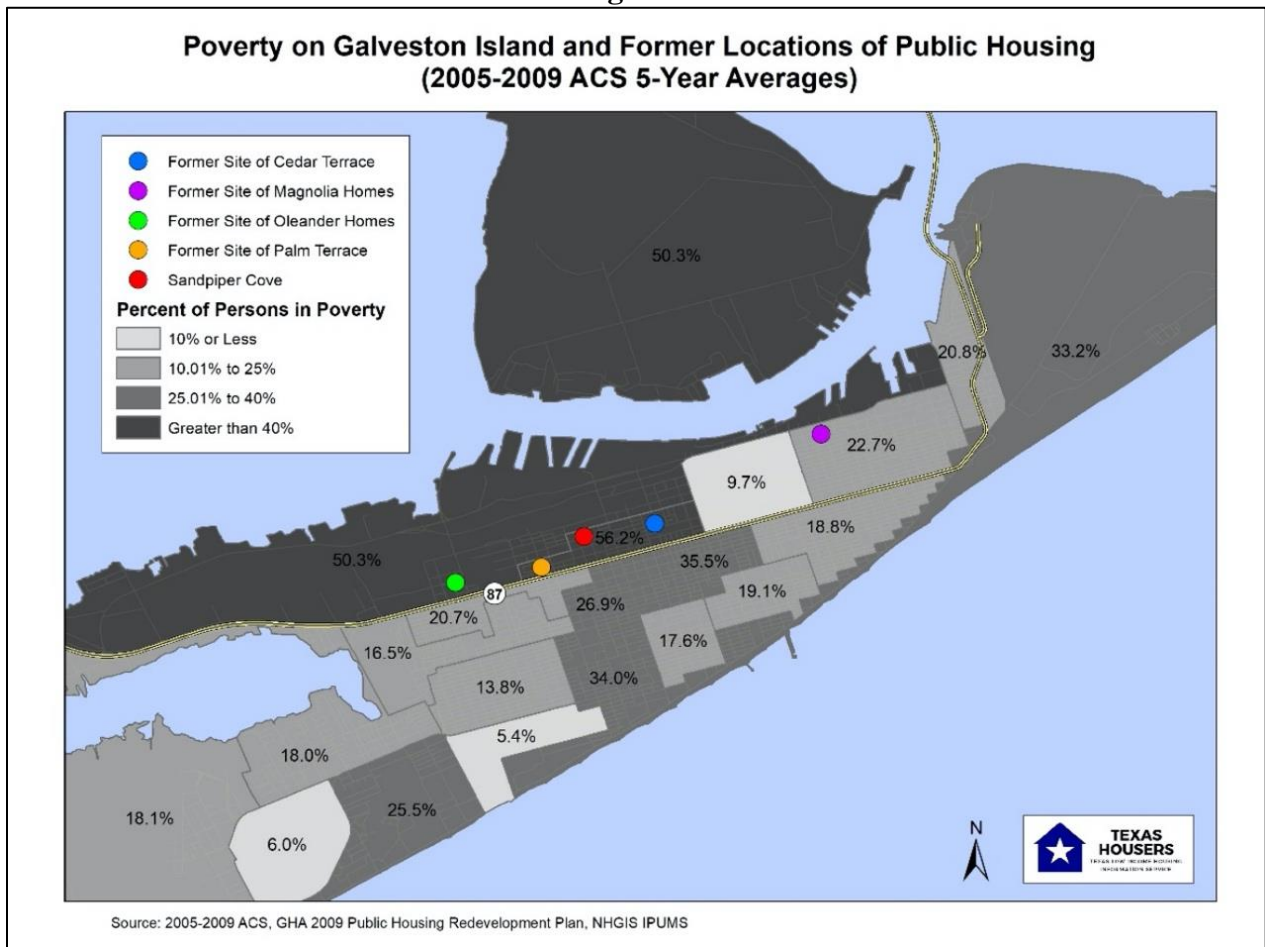 Poverty on Galveston Island and Former Locations of Public Housing
(2005-2009 ACS 5-Year Averages)
Former Site of Cedar Terrace
Former Site of Magnolia Homes
Former Site of Oleander Homes
Former Site of Palm Terrace
Sandpiper Cove
Percent of Persons in Poverty
10% or Less
10.01% to 25%
25.01% to 40%
Greater than 40%
50.3%
20.8%
33.2%
22.7%
9.7%
18.8%
56.2%
35.5%
50.3%
87
19.1%
26.9%
20.7%
17.6%
16.5%
34.0%
13.8%
5.4%
18.0%
25.5%
18.1%
6.0%
N
TEXAS
HOUSERS
TEXAS LOW INCOME HOUSING
INFORMATION SERVICE
Source: 2005-2009 ACS, GHA 2009 Public Housing Redevelopment Plan, NHGIS IPUMS